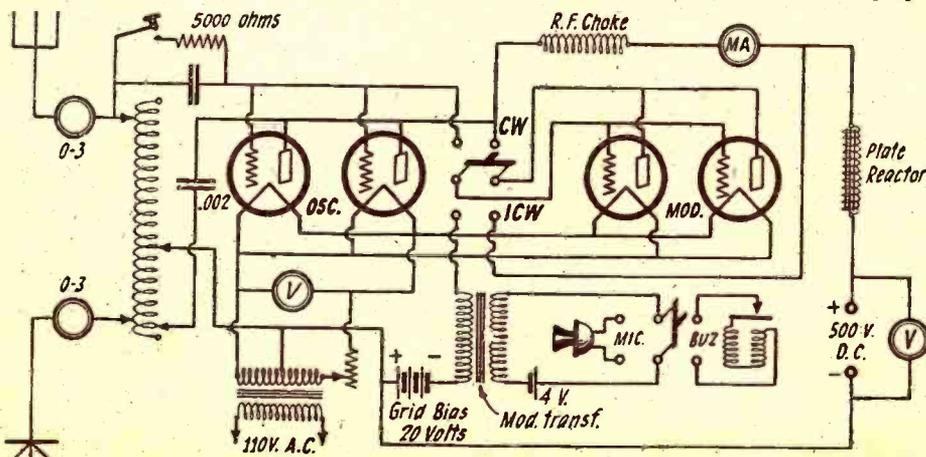 5000 ohms
R.F. Choke
MA
0-3
CW
.002
OSC.
MOD.
Plate
Reactor
ICW
0-3
V
+
500 V.
D.C.
-
V
MIC.
BUZ
+ -
4 V.
Grid Bias
20 Volts
Mod. transf.
110V. A.C.